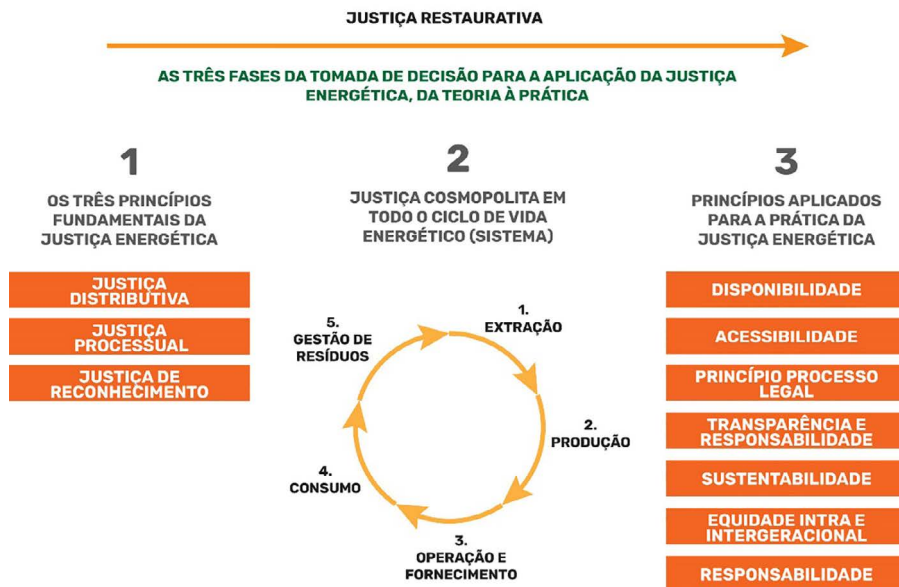 JUSTIÇA RESTAURATIVA
AS TRÊS FASES DA TOMADA DE DECISÃO PARA A APLICAÇÃO DA JUSTIÇA
ENERGÉTICA, DA TEORIA À PRÁTICA
1
OS TRÊS PRINCÍPIOS
FUNDAMENTAIS DA
JUSTIÇA ENERGÉTICA
JUSTIÇA
DISTRIBUTIVA
JUSTIÇA
PROCESSUAL
JUSTIÇA DE
RECONHECIMENTO
2
JUSTIÇA COSMOPOLITA EM
TODO O CICLO DE VIDA
ENERGÉTICO (SISTEMA)
1.
EXTRAÇÃO
2.
PRODUÇÃO
3.
OPERAÇÃO E
FORNECIMENTO
4.
CONSUMO
5.
GESTÃO DE
RESÍDUOS
3
PRINCÍPIOS APLICADOS
PARA A PRÁTICA DA
JUSTIÇA ENERGÉTICA
DISPONIBILIDADE
ACESSIBILIDADE
PRINCÍPIO PROCESSO
LEGAL
TRANSPARÊNCIA E
RESPONSABILIDADE
SUSTENTABILIDADE
EQUIDADE INTRA E
INTERGERACIONAL
RESPONSABILIDADE